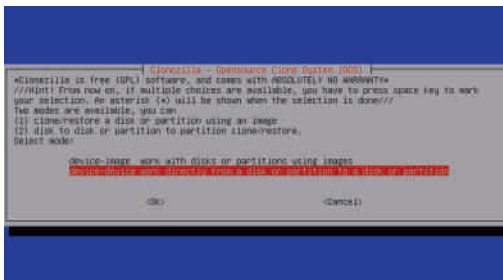 Clonezilla - Opensource Clone System (OCS)
*Clonezilla is free (GPL) software, and comes with ABSOLUTELY NO WARRANTY*
///Hint! From now on, if multiple choices are available, you have to press space key to mark
your selection. An asterisk (*) will be shown when the selection is done///
Two modes are available, you can
(1) clone/restore a disk or partition using an image
(2) disk to disk or partition to partition clone/restore.
Select mode:
device-image work with disks or partitions using images
device-device work directly from a disk or partition to a disk or partition
<Ok> <Cancel>